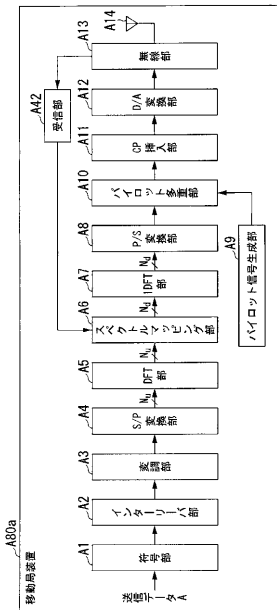 A80a
移動局装置
送信データA
A1
符号部
A2
インターリーバ部
A3
変調部
A4
S/P
変換部
Nu
A5
DFT
部
Nu
A6
スペクトルマッピング部
Nd
A7
IDFT
部
Nd
A8
P/S
変換部
A9
パイロット信号生成部
A10
パイロット多重部
A11
CP
挿入部
A12
D/A
変換部
A13
無線部
A14
A42
受信部